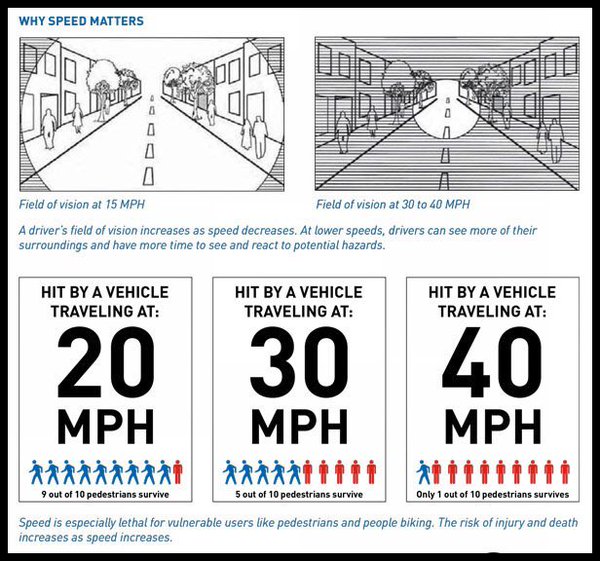 WHY SPEED MATTERS
Field of vision at 15 MPH
Field of vision at 30 to 40 MPH
A driver's field of vision increases as speed decreases. At lower speeds, drivers can see more of their
surroundings and have more time to see and react to potential hazards.
HIT BY A VEHICLE
TRAVELING AT:
20
MPH
9 out of 10 pedestrians survive
HIT BY A VEHICLE
TRAVELING AT:
30
MPH
5 out of 10 pedestrians survive
HIT BY A VEHICLE
TRAVELING AT:
40
MPH
Only 1 out of 10 pedestrians survives
Speed is especially lethal for vulnerable users like pedestrians and people biking. The risk of injury and death
increases as speed increases.